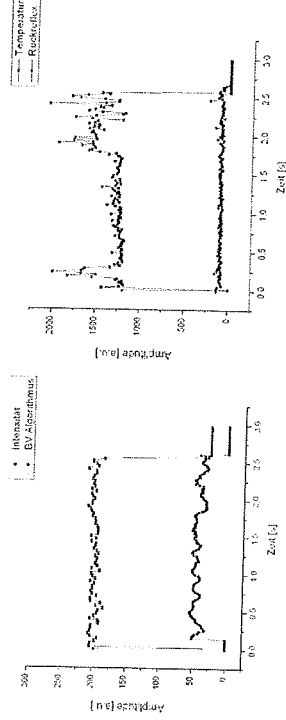 Intensität
BV Algorithmus
300
250
200
150
100
50
0
Amplitude [a.u.]
0.0 0.5 1.0 1.5 2.0 2.5 3.0
Zeit [s]
Temperatur
Rückreflex
2000
1500
1000
500
0
Amplitude [a.u.]
0.0 0.5 1.0 1.5 2.0 2.5 3.0
Zeit [s]